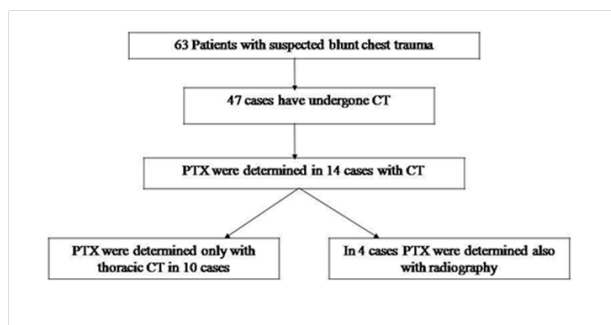 63 Patients with suspected blunt chest trauma
47 cases have undergone CT
PTX were determined in 14 cases with CT
PTX were determined only with
thoracic CT in 10 cases
In 4 cases PTX were determined also
with radiography